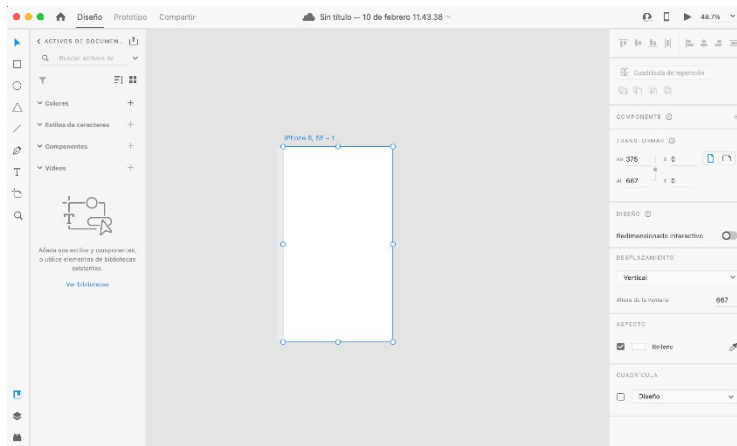 Diseño Prototipo Compartir
Sin título — 10 de febrero 11.43.38
48.7%
ACTIVOS DE DOCUMEN...
Buscar activos de
Colores
Estilos de caracteres
Componentes
Vídeos
Añada sus estilos y componentes,
o utilice elementos de bibliotecas
existentes.
Ver bibliotecas
iPhone 8, SE – 1
Cuadrícula de repetición
COMPONENTE
TRANSFORMAR
An 375 X 0
Al 667 Y 0
DISEÑO
Redimensionado interactivo
DESPLAZAMIENTO
Vertical
Altura de la ventana 667
ASPECTO
Relleno
CUADRÍCULA
Diseño